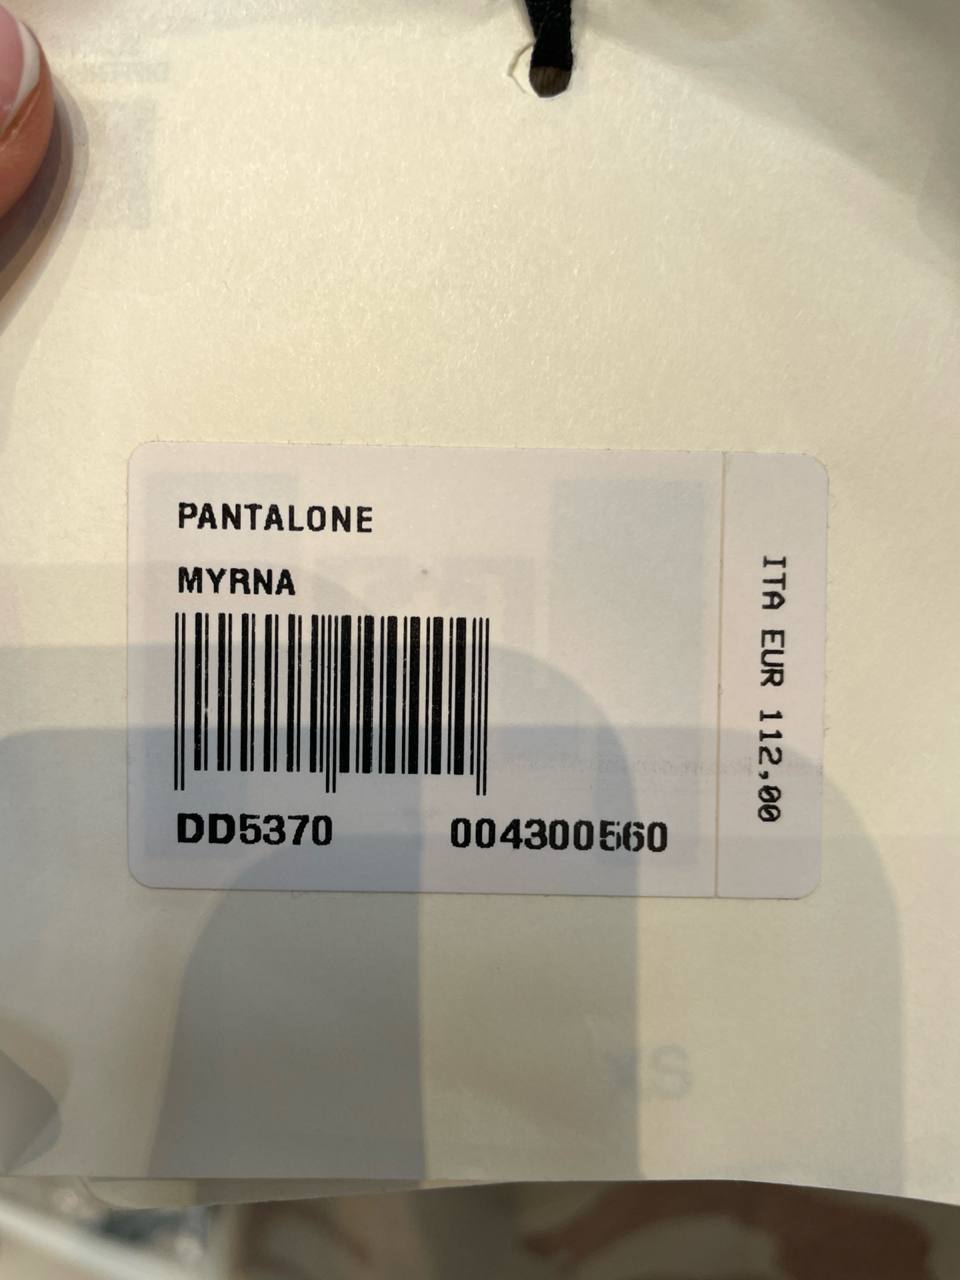 PANTALONE
MYRNA
DD5370 004300560
ITA EUR 112,00